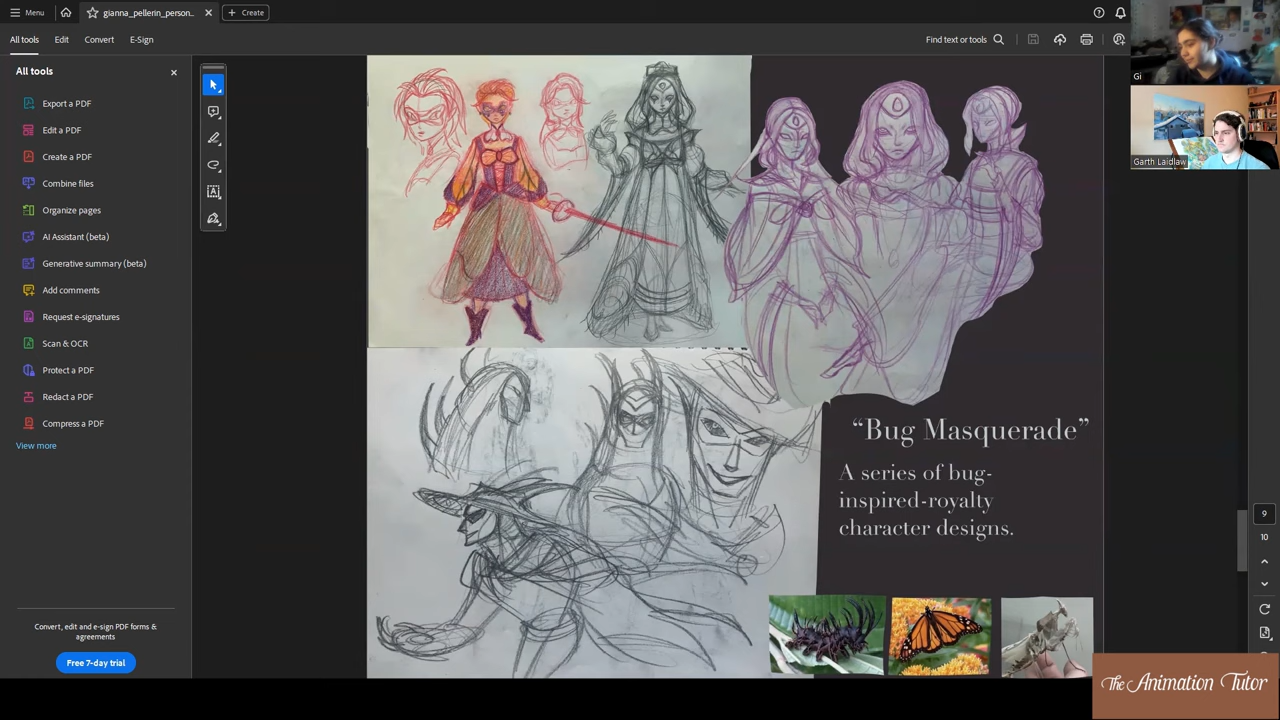 Menu
gianna_pellerin_person...
Create
All tools
Edit
Convert
E-Sign
Find text or tools
All tools
Export a PDF
Edit a PDF
Create a PDF
Combine files
Organize pages
AI Assistant (beta)
Generative summary (beta)
Add comments
Request e-signatures
Scan & OCR
Protect a PDF
Redact a PDF
Compress a PDF
View more
Convert, edit and e-sign PDF forms &
agreements
Free 7-day trial
“Bug Masquerade”
A series of bug-
inspired-royalty
character designs.
9
10
Gi
Garth Laidlaw
The Animation Tutor